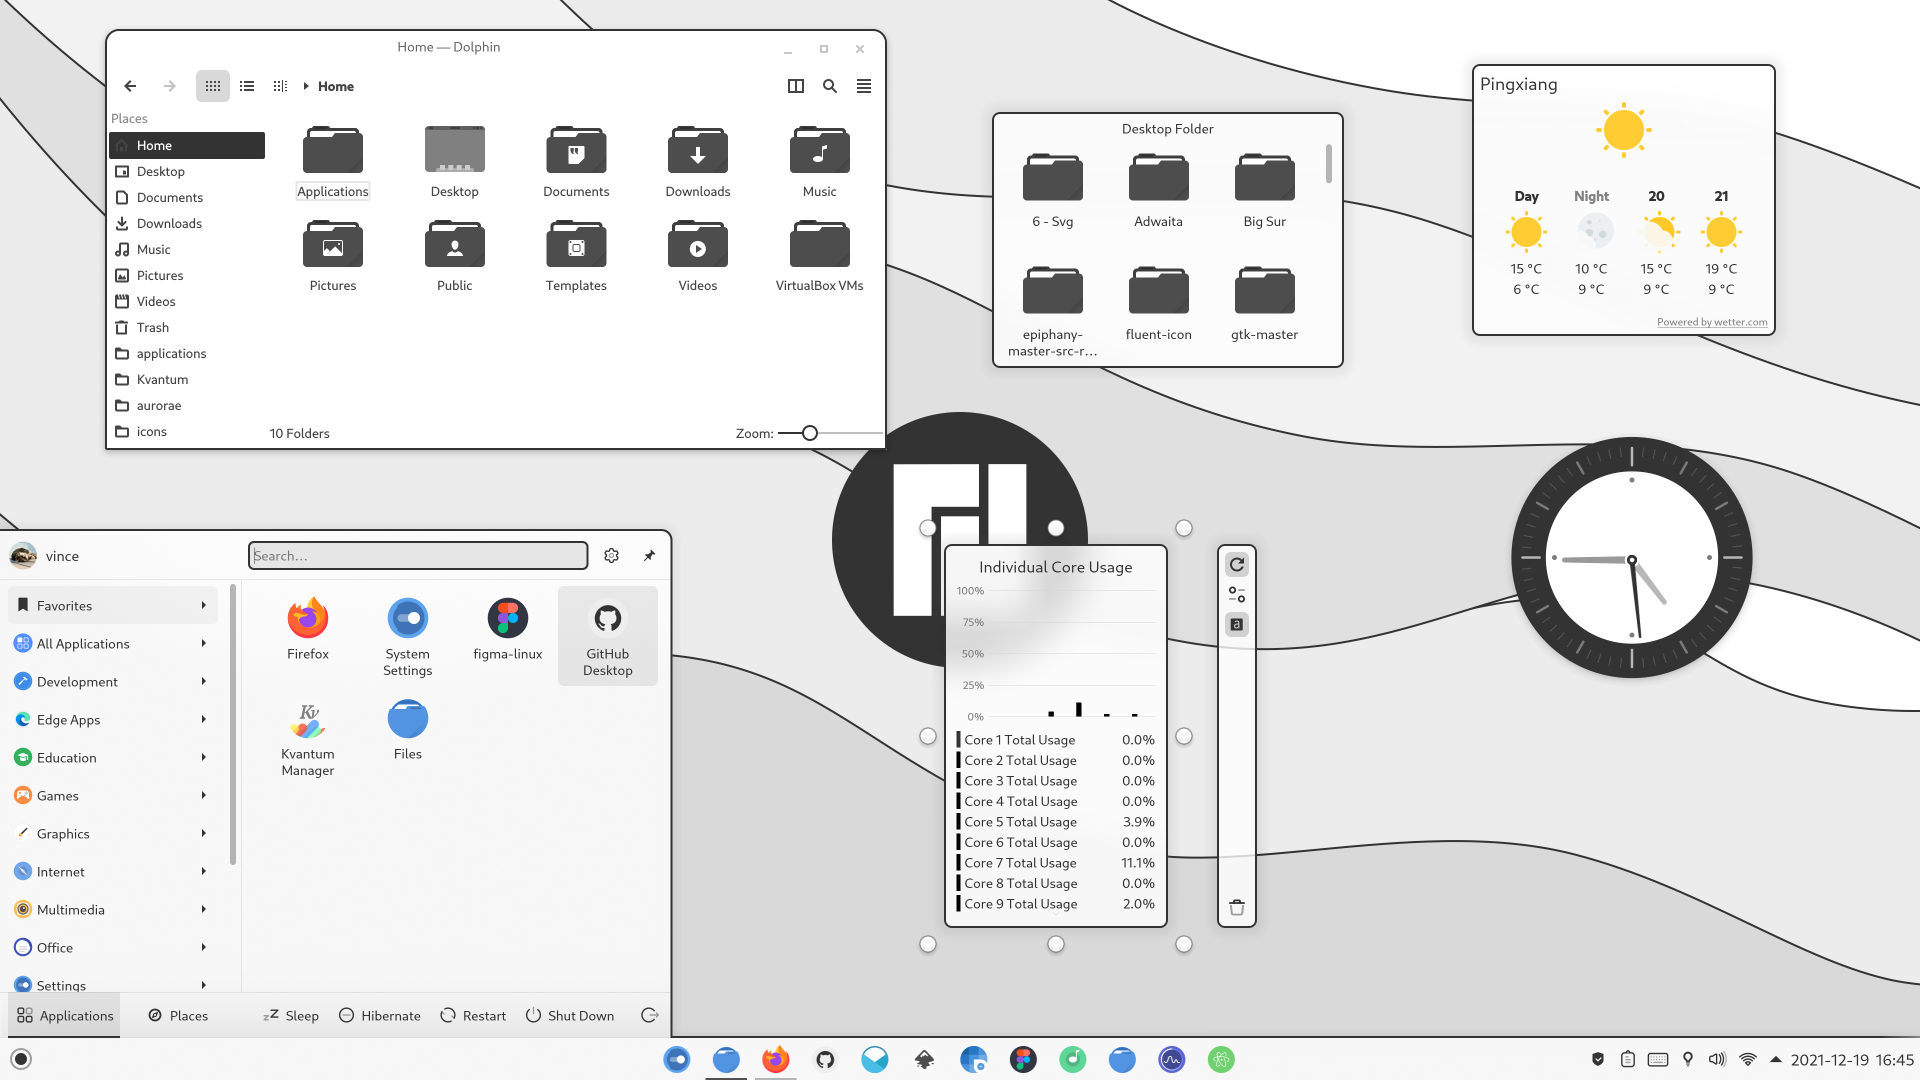 Home — Dolphin
Home
Places
Home
Desktop
Documents
Downloads
Music
Pictures
Videos
Trash
applications
Kvantum
aurorae
icons
Applications
Desktop
Documents
Downloads
Music
Pictures
Public
Templates
Videos
VirtualBox VMs
10 Folders
Zoom:
Desktop Folder
6 - Svg
Adwaita
Big Sur
epiphany-
master-src-r...
fluent-icon
gtk-master
Pingxiang
Day Night 20 21
15 °C 10 °C 15 °C 19 °C
6 °C 9 °C 9 °C 9 °C
Powered by wetter.com
vince
Search...
Favorites
All Applications
Development
Edge Apps
Education
Games
Graphics
Internet
Multimedia
Office
Settings
Firefox
System
Settings
figma-linux
GitHub
Desktop
Kv
Kvantum
Manager
Files
Applications
Places
zZ Sleep
Hibernate
Restart
Shut Down
Individual Core Usage
100%
75%
50%
25%
0%
Core 1 Total Usage 0.0%
Core 2 Total Usage 0.0%
Core 3 Total Usage 0.0%
Core 4 Total Usage 0.0%
Core 5 Total Usage 3.9%
Core 6 Total Usage 0.0%
Core 7 Total Usage 11.1%
Core 8 Total Usage 0.0%
Core 9 Total Usage 2.0%
a
2021-12-19 16:45